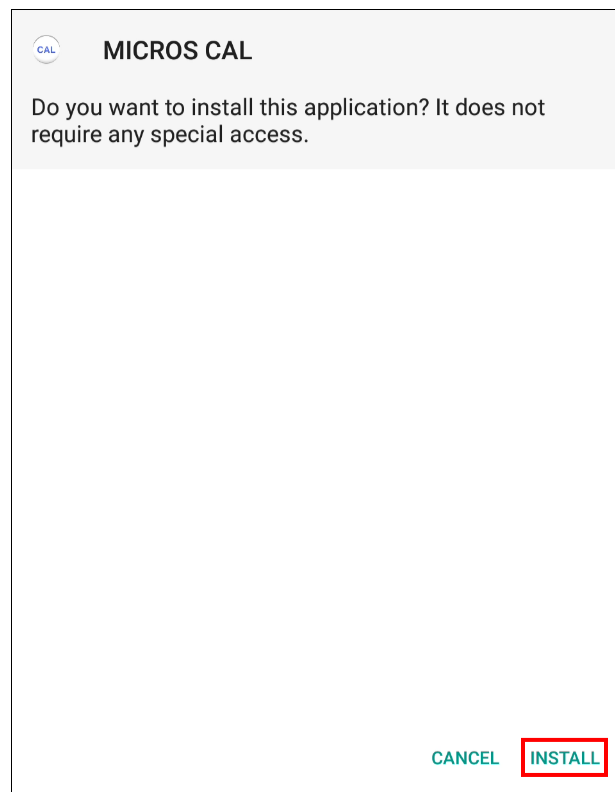 CAL
MICROS CAL
Do you want to install this application? It does not
require any special access.
CANCEL
INSTALL